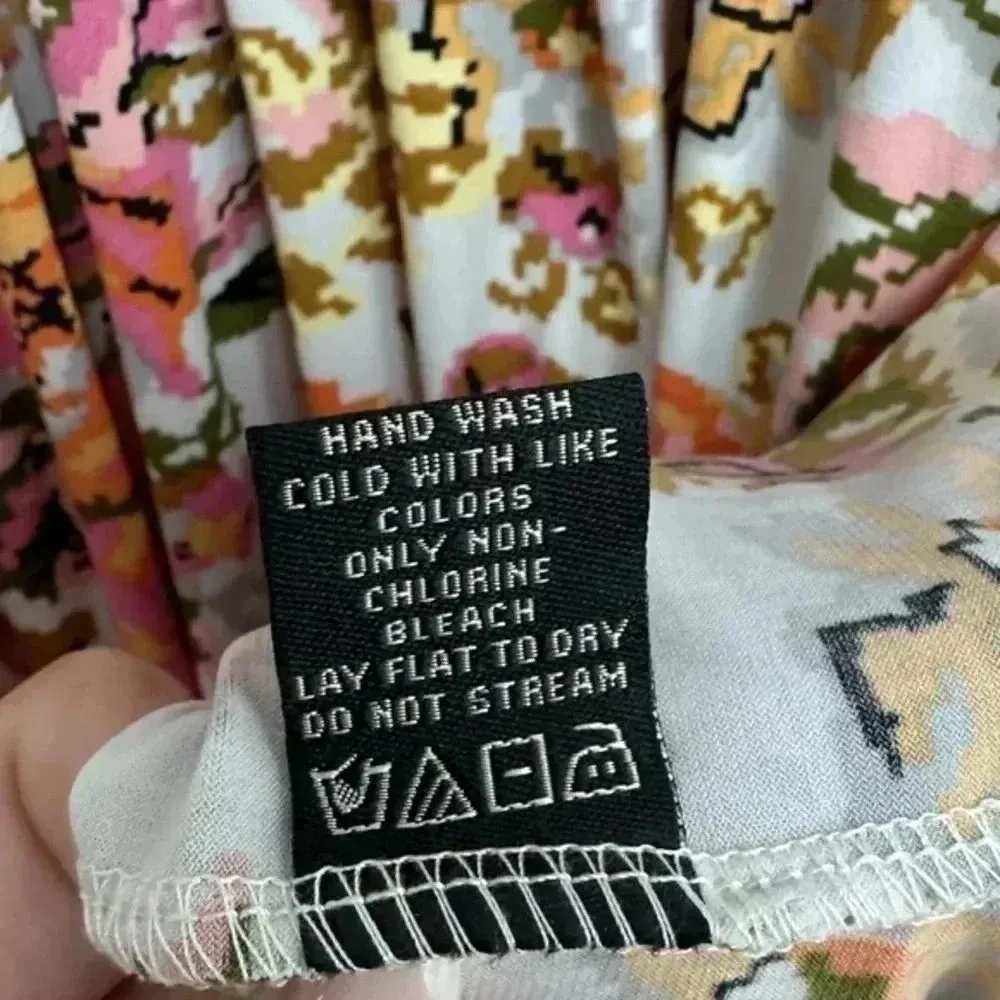 HAND WASH
COLD WITH LIKE
COLORS
ONLY NON-
CHLORINE
BLEACH
LAY FLAT TO DRY
DO NOT STREAM